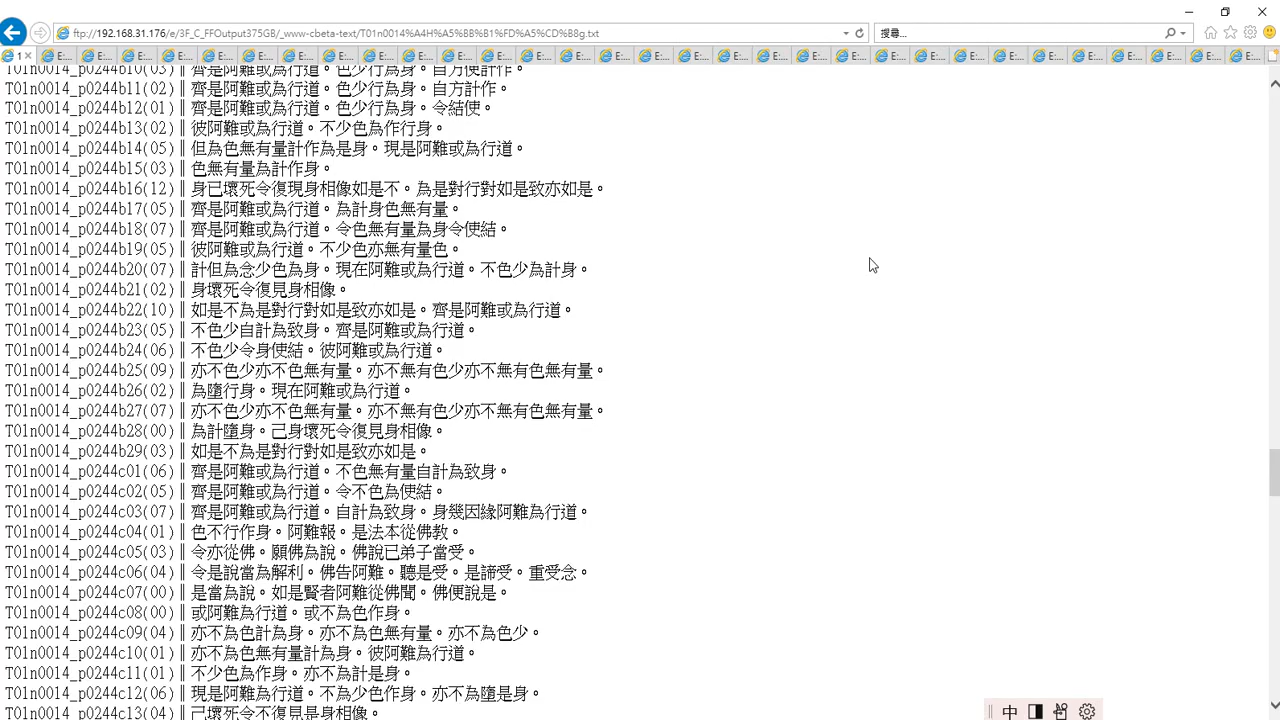 ftp://192.168.31.176/e/3F_C_FFOutput375GB/_www-cbeta-text/T01n0014%A4H%A5%BB%B1%FD%A5%CD%B8g.txt
搜尋...
1 E:... E:... E:... E:... E:... E:... E:... E:... E:... E:... E:... E:... E:... E:... E:... E:... E:... E:... E:... E:... E:... E:... E:... E:... E:... E:... E:... E:... E:... E:... E:...
T01n0014_p0244b10(03)║齊是阿難或為行道。色少行為身。自方便計作。
T01n0014_p0244b11(02)║齊是阿難或為行道。色少行為身。自方計作。
T01n0014_p0244b12(01)║齊是阿難或為行道。色少行為身。令結使。
T01n0014_p0244b13(02)║彼阿難或為行道。不少色為作行身。
T01n0014_p0244b14(05)║但為色無有量計作為是身。現是阿難或為行道。
T01n0014_p0244b15(03)║色無有量為計作身。
T01n0014_p0244b16(12)║身已壞死令復現身相像如是不。為是對行對如是致亦如是。
T01n0014_p0244b17(05)║齊是阿難或為行道。為計身色無有量。
T01n0014_p0244b18(07)║齊是阿難或為行道。令色無有量為身令使結。
T01n0014_p0244b19(05)║彼阿難或為行道。不少色亦無有量色。
T01n0014_p0244b20(07)║計但為念少色為身。現在阿難或為行道。不色少為計身。
T01n0014_p0244b21(02)║身壞死令復見身相像。
T01n0014_p0244b22(10)║如是不為是對行對如是致亦如是。齊是阿難或為行道。
T01n0014_p0244b23(05)║不色少自計為致身。齊是阿難或為行道。
T01n0014_p0244b24(06)║不色少令身使結。彼阿難或為行道。
T01n0014_p0244b25(09)║亦不色少亦不色無有量。亦不無有色少亦不無有色無有量。
T01n0014_p0244b26(02)║為墮行身。現在阿難或為行道。
T01n0014_p0244b27(07)║亦不色少亦不色無有量。亦不無有色少亦不無有色無有量。
T01n0014_p0244b28(00)║為計墮身。己身壞死令復見身相像。
T01n0014_p0244b29(03)║如是不為是對行對如是致亦如是。
T01n0014_p0244c01(06)║齊是阿難或為行道。不色無有量自計為致身。
T01n0014_p0244c02(05)║齊是阿難或為行道。令不色為使結。
T01n0014_p0244c03(07)║齊是阿難或為行道。自計為致身。身幾因緣阿難為行道。
T01n0014_p0244c04(01)║色不行作身。阿難報。是法本從佛教。
T01n0014_p0244c05(03)║令亦從佛。願佛為說。佛說已弟子當受。
T01n0014_p0244c06(04)║令是說當為解利。佛告阿難。聽是受。是諦受。重受念。
T01n0014_p0244c07(00)║是當為說。如是賢者阿難從佛聞。佛便說是。
T01n0014_p0244c08(00)║或阿難為行道。或不為色作身。
T01n0014_p0244c09(04)║亦不為色計為身。亦不為色無有量。亦不為色少。
T01n0014_p0244c10(01)║亦不為色無有量計為身。彼阿難為行道。
T01n0014_p0244c11(01)║不少色為作身。亦不為計是身。
T01n0014_p0244c12(06)║現是阿難為行道。不為少色作身。亦不為墮是身。
T01n0014_p0244c13(04)║己壞死令不復見是身相像。
中